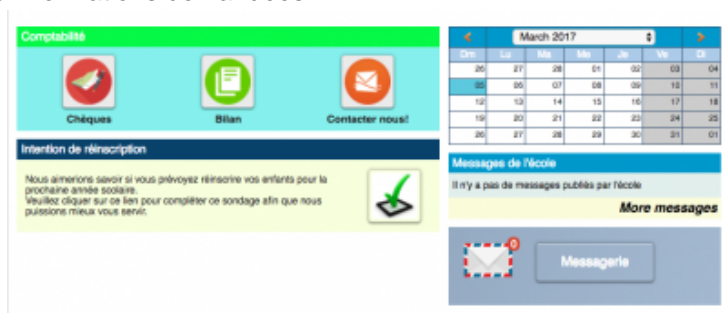 Comptabilité
Chèques
Bilan
Contacter nous!
Intention de réinscription
Nous aimerions savoir si vous prévoyez réinscrire vos enfants pour la
prochaine année scolaire.
Veuillez cliquer sur ce lien pour compléter ce sondage afin que nous
puissions mieux vous servir.
March 2017
Dm Lu Ma Me Je Ve Di
26 27 28 01 02 03 04
05 06 07 08 09 10 11
12 13 14 15 16 17 18
19 20 21 22 23 24 25
26 27 28 29 30 31 01
Messages de l'école
Il n'y a pas de messages publiés par l'école
More messages
0
Messagerie